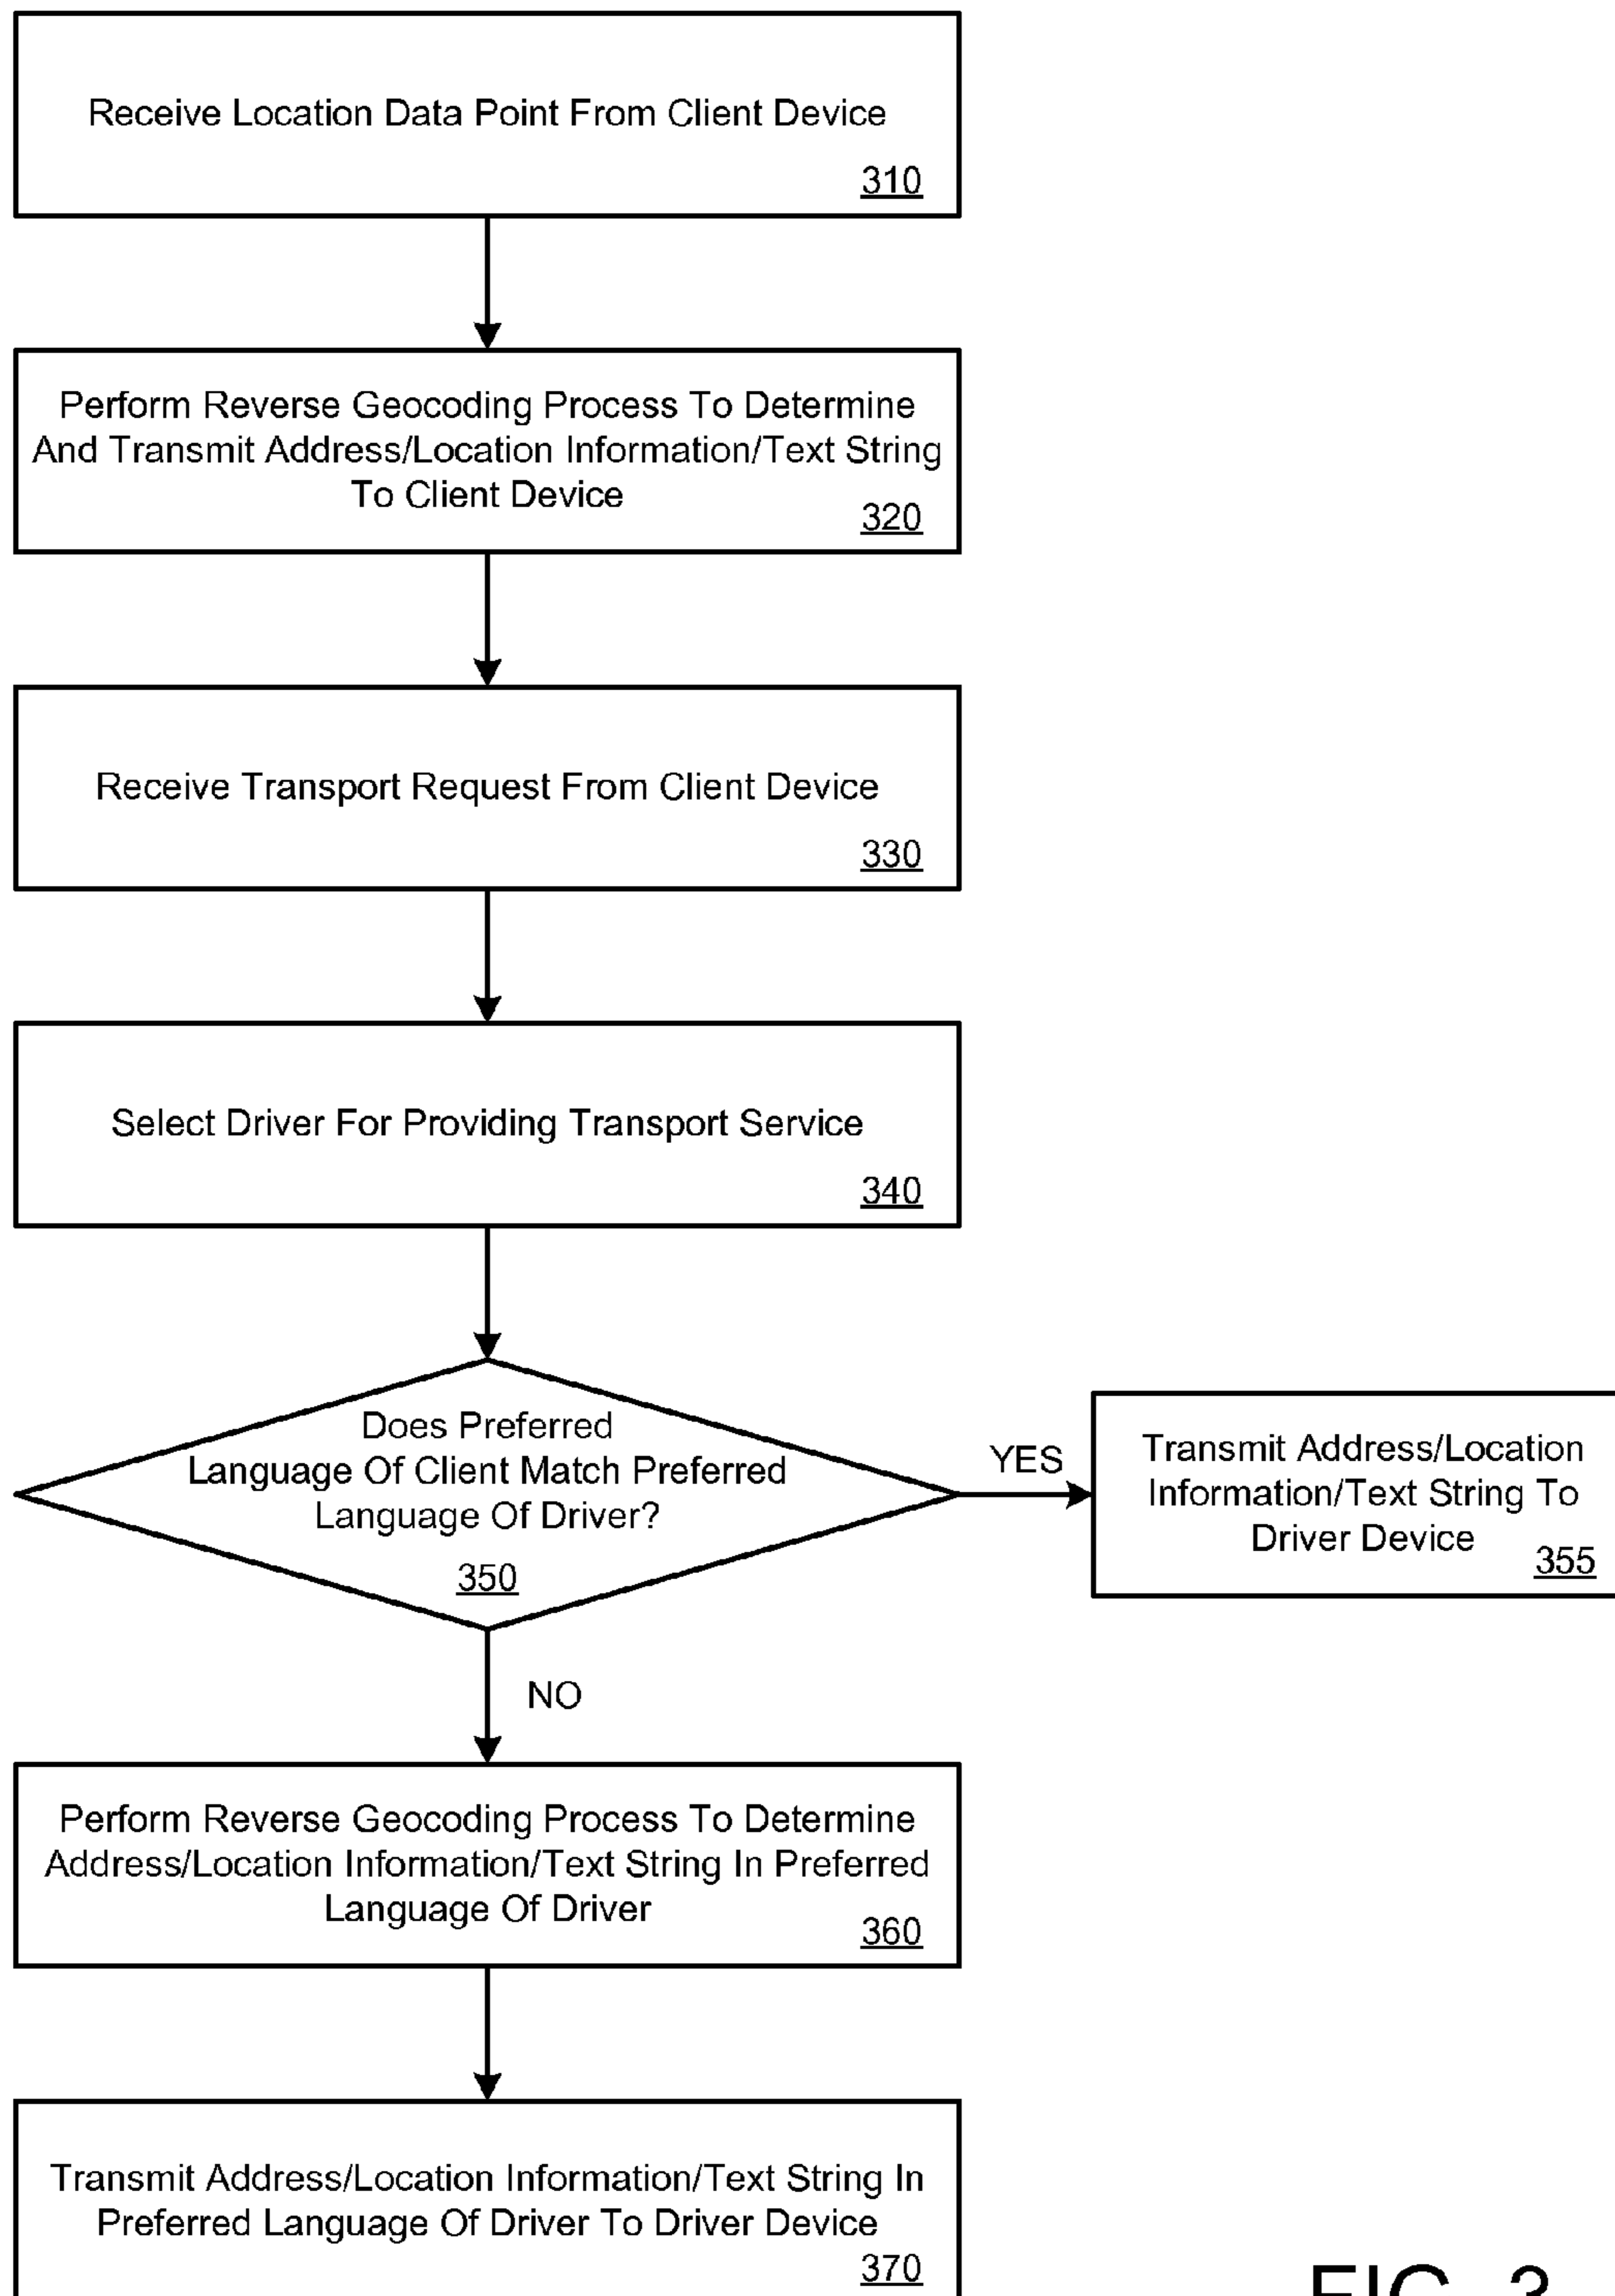 Receive Location Data Point From Client Device
310
Perform Reverse Geocoding Process To Determine
And Transmit Address/Location Information/Text String
To Client Device
320
Receive Transport Request From Client Device
330
Select Driver For Providing Transport Service
340
Does Preferred
Language Of Client Match Preferred
Language Of Driver?
350
YES
Transmit Address/Location
Information/Text String To
Driver Device
355
NO
Perform Reverse Geocoding Process To Determine
Address/Location Information/Text String In Preferred
Language Of Driver
360
Transmit Address/Location Information/Text String In
Preferred Language Of Driver To Driver Device
370
FIG. 3